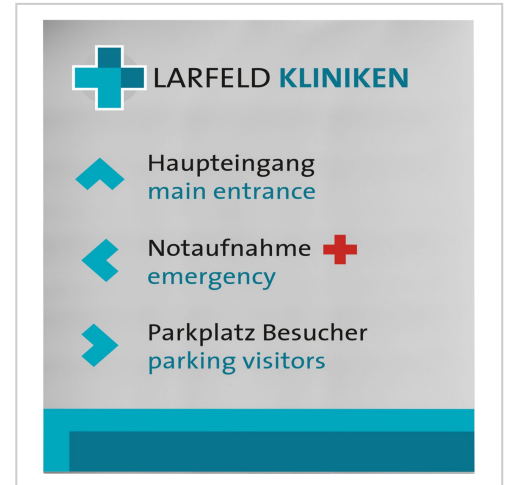 LARFELD KLINIKEN
Haupteingang
main entrance
Notaufnahme
emergency
Parkplatz Besucher
parking visitors